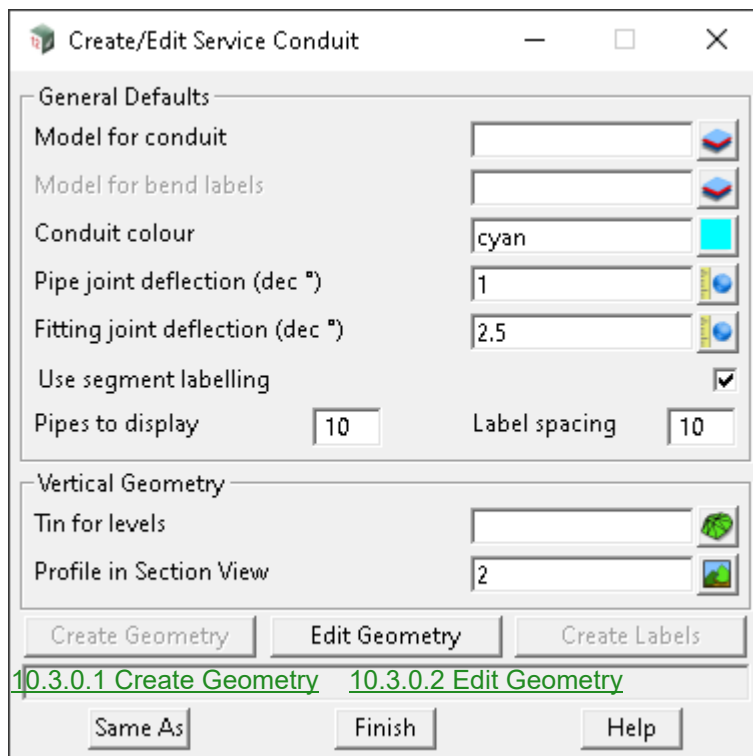 Create/Edit Service Conduit
General Defaults
Model for conduit
Model for bend labels
Conduit colour cyan
Pipe joint deflection (dec °) 1
Fitting joint deflection (dec °) 2.5
Use segment labelling
Pipes to display 10 Label spacing 10
Vertical Geometry
Tin for levels
Profile in Section View 2
Create Geometry Edit Geometry Create Labels
10.3.0.1 Create Geometry 10.3.0.2 Edit Geometry
Same As Finish Help